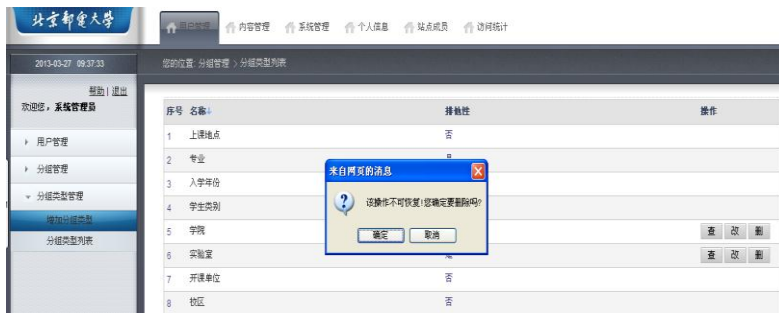 北京邮电大学
用户管理 内容管理 系统管理 个人信息 站点成员 访问统计
2013-03-27 09:37:33
您的位置: 分组管理 > 分组类型列表
帮助 | 退出
欢迎您,系统管理员
用户管理
分组管理
分组类型管理
增加分组类型
分组类型列表
序号 名称↓ 排他性 操作
1 上课地点 否
2 专业
3 入学年份
4 学生类别
5 学院 查 改 删
6 实验室 查 改 删
7 开课单位 否
8 校区 否
来自网页的消息
该操作不可恢复!您确定要删除吗?
确定 取消